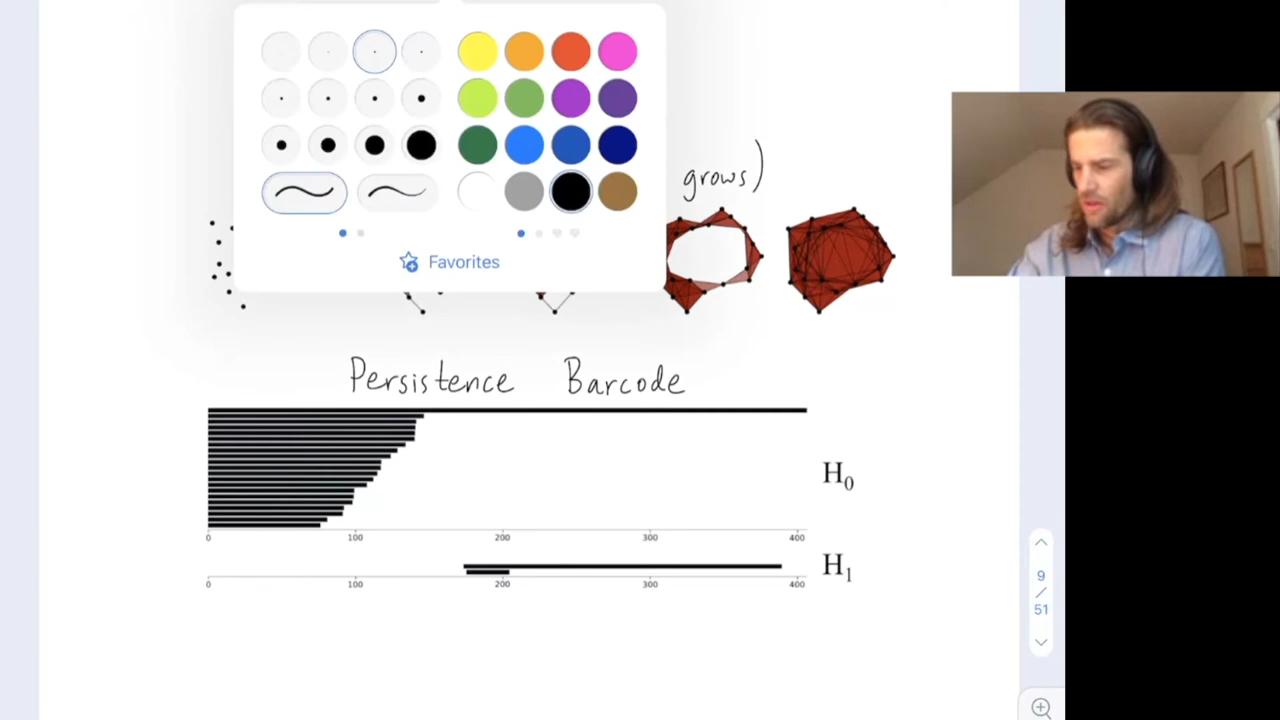 grows)
Favorites
Persistence Barcode
H₀
0 100 200 300 400
H₁
0 100 200 300 400
9
/
51